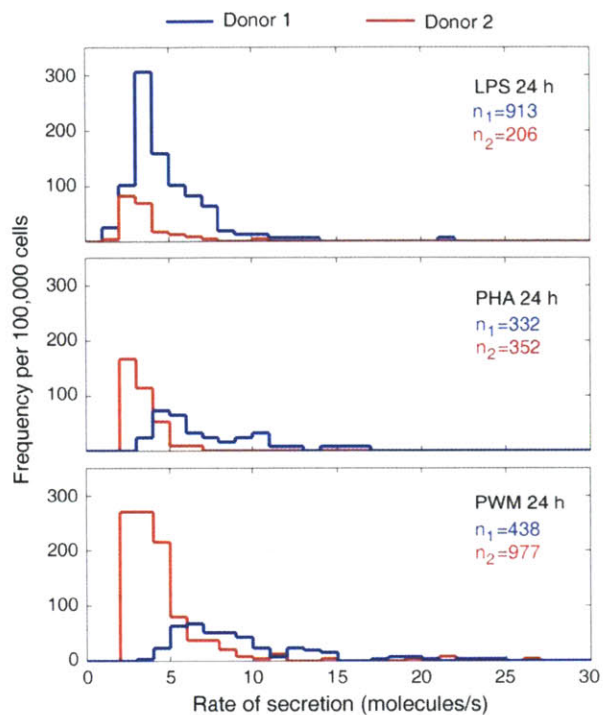 Donor 1 Donor 2
300
200
100
LPS 24 h
n1=913
n2=206
300
200
100
PHA 24 h
n1=332
n2=352
300
200
100
0
PWM 24 h
n1=438
n2=977
0 5 10 15 20 25 30
Rate of secretion (molecules/s)
Frequency per 100,000 cells